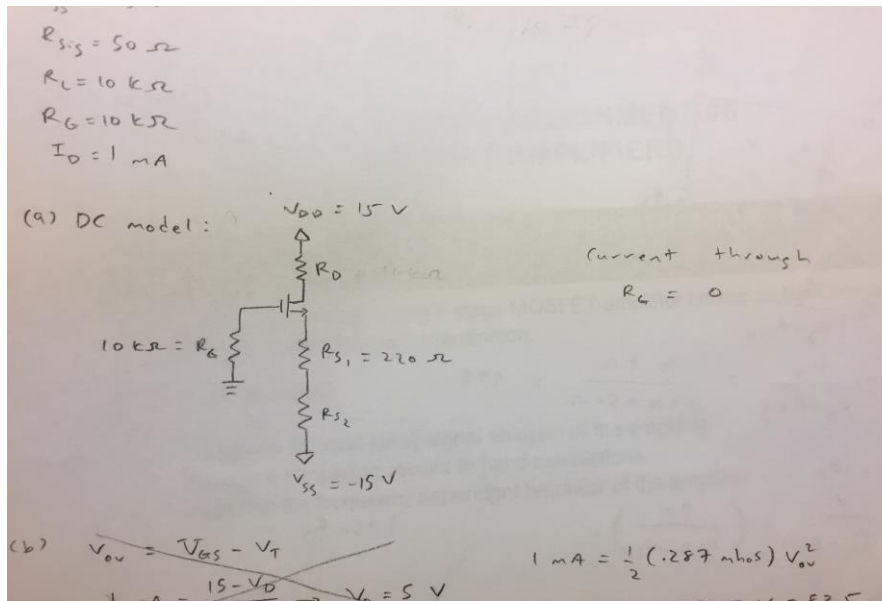 R_sig = 50 Ω
R_L = 10 kΩ
R_G = 10 kΩ
I_D = 1 mA
(a) DC model:
V_DD = 15 V
R_D
Current through
R_G = 0
10 kΩ = R_G
R_S1 = 220 Ω
R_S2
V_SS = -15 V
(b) V_ov = V_GS - V_T
1 mA = 1/2 (.287 mhos) V_ov^2
15 - V_D
V_D = 5 V